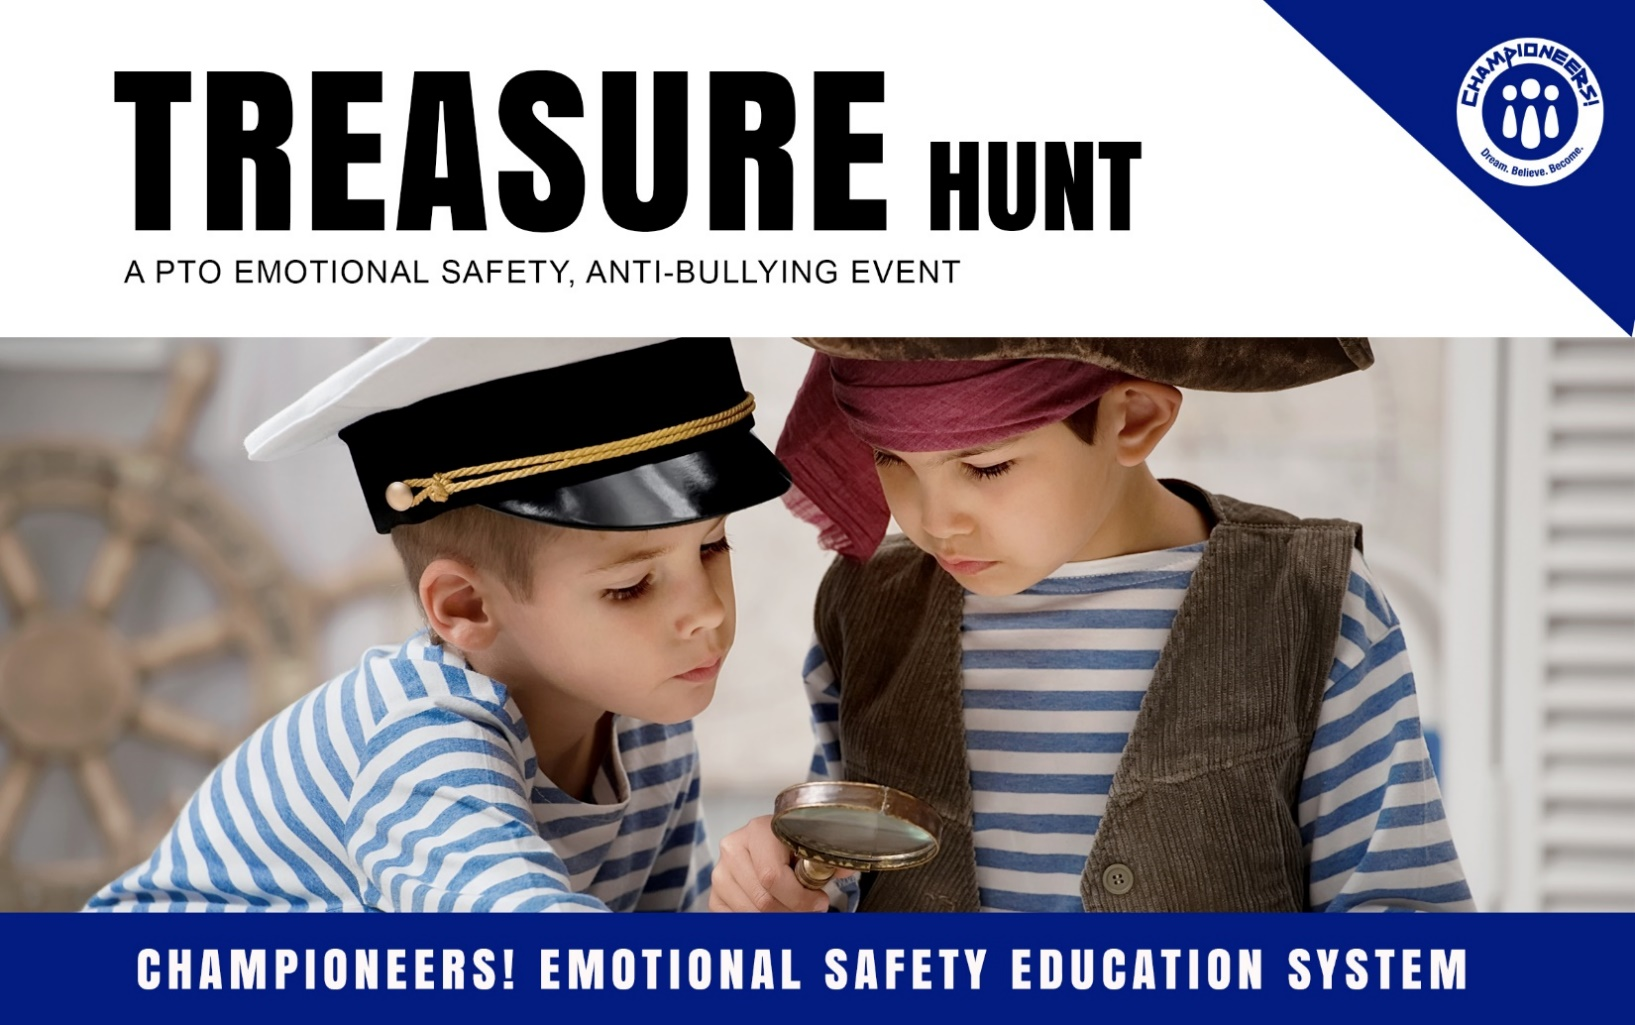 TREASURE HUNT
A PTO EMOTIONAL SAFETY, ANTI-BULLYING EVENT
CHAMPIONEERS!
Dream. Believe. Become.
CHAMPIONEERS! EMOTIONAL SAFETY EDUCATION SYSTEM